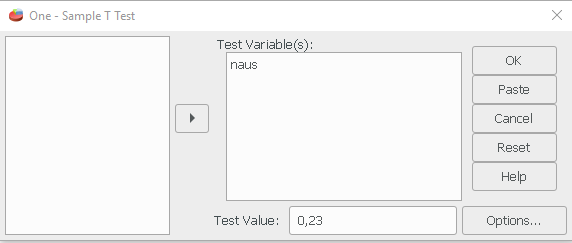 One - Sample T Test
Test Variable(s):
naus
OK
Paste
Cancel
Reset
Help
Test Value: 0,23
Options...